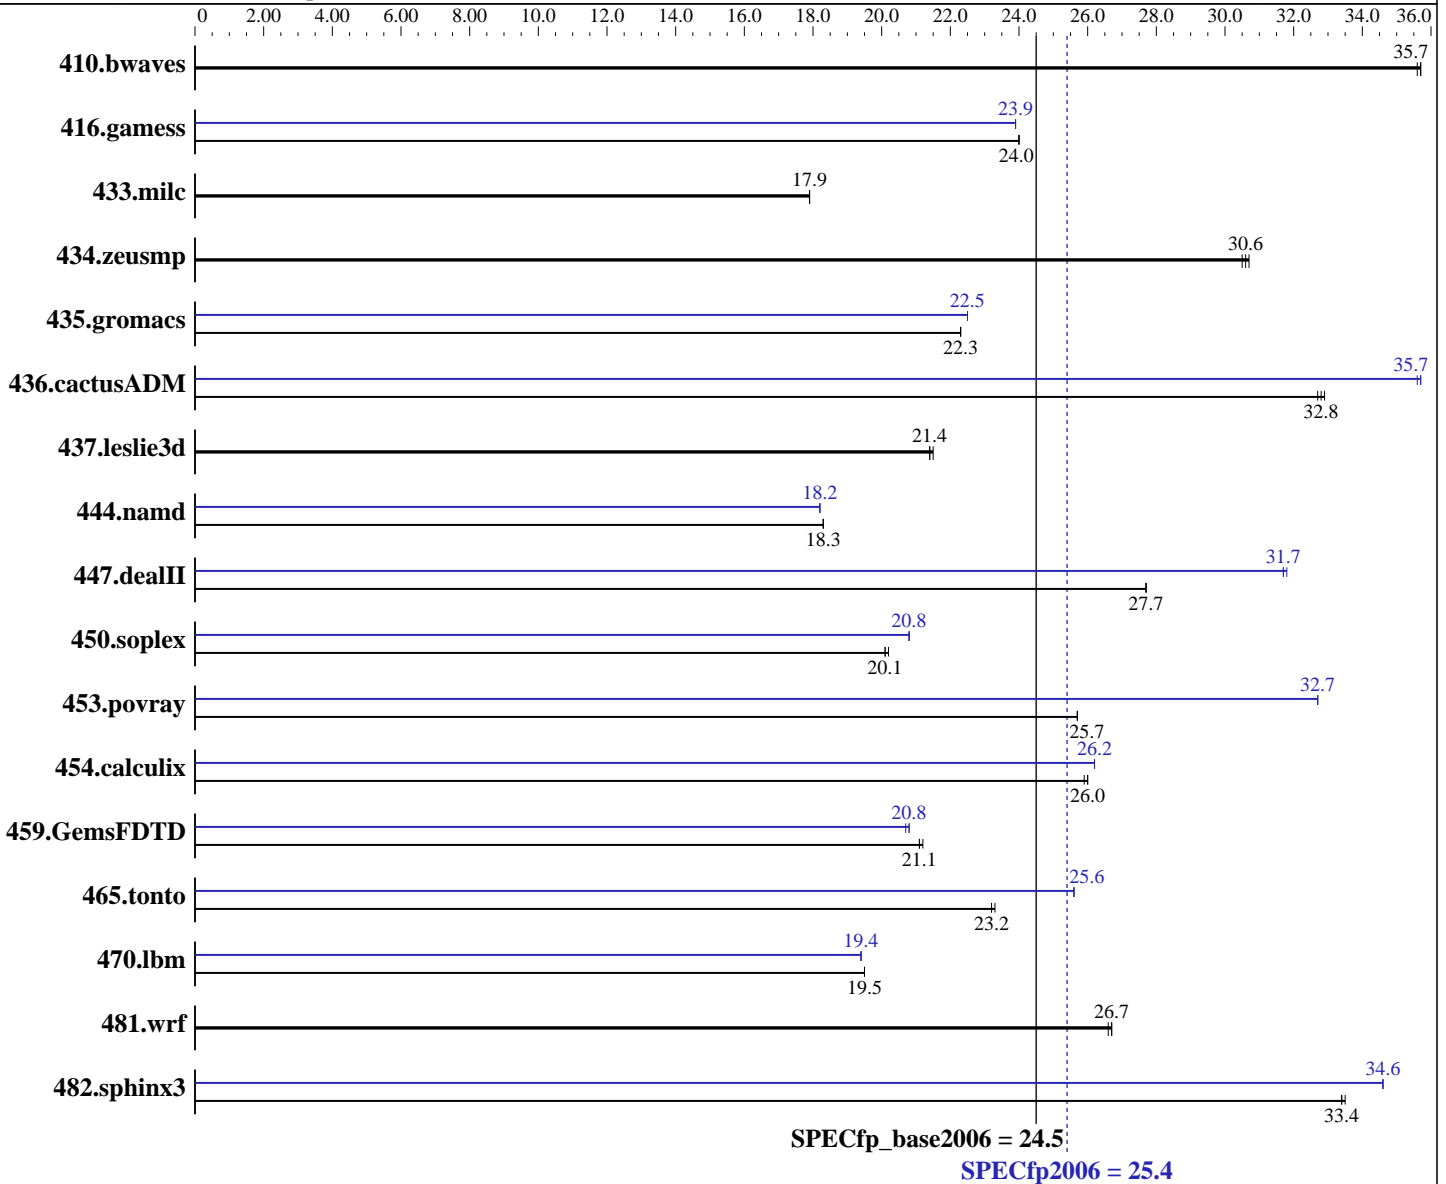 0 2.00 4.00 6.00 8.00 10.0 12.0 14.0 16.0 18.0 20.0 22.0 24.0 26.0 28.0 30.0 32.0 34.0 36.0
410.bwaves 35.7
416.gamess 23.9
24.0
433.milc 17.9
434.zeusmp 30.6
435.gromacs 22.5
22.3
436.cactusADM 35.7
32.8
437.leslie3d 21.4
444.namd 18.2
18.3
447.dealII 31.7
27.7
450.soplex 20.8
20.1
453.povray 32.7
25.7
454.calculix 26.2
26.0
459.GemsFDTD 20.8
21.1
465.tonto 25.6
23.2
470.lbm 19.4
19.5
481.wrf 26.7
482.sphinx3 34.6
33.4
SPECfp_base2006 = 24.5
SPECfp2006 = 25.4